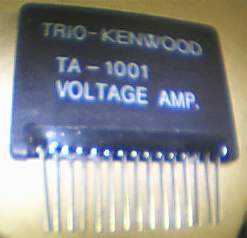 TRIO-KENWOOD
TA-1001
VOLTAGE AMP.